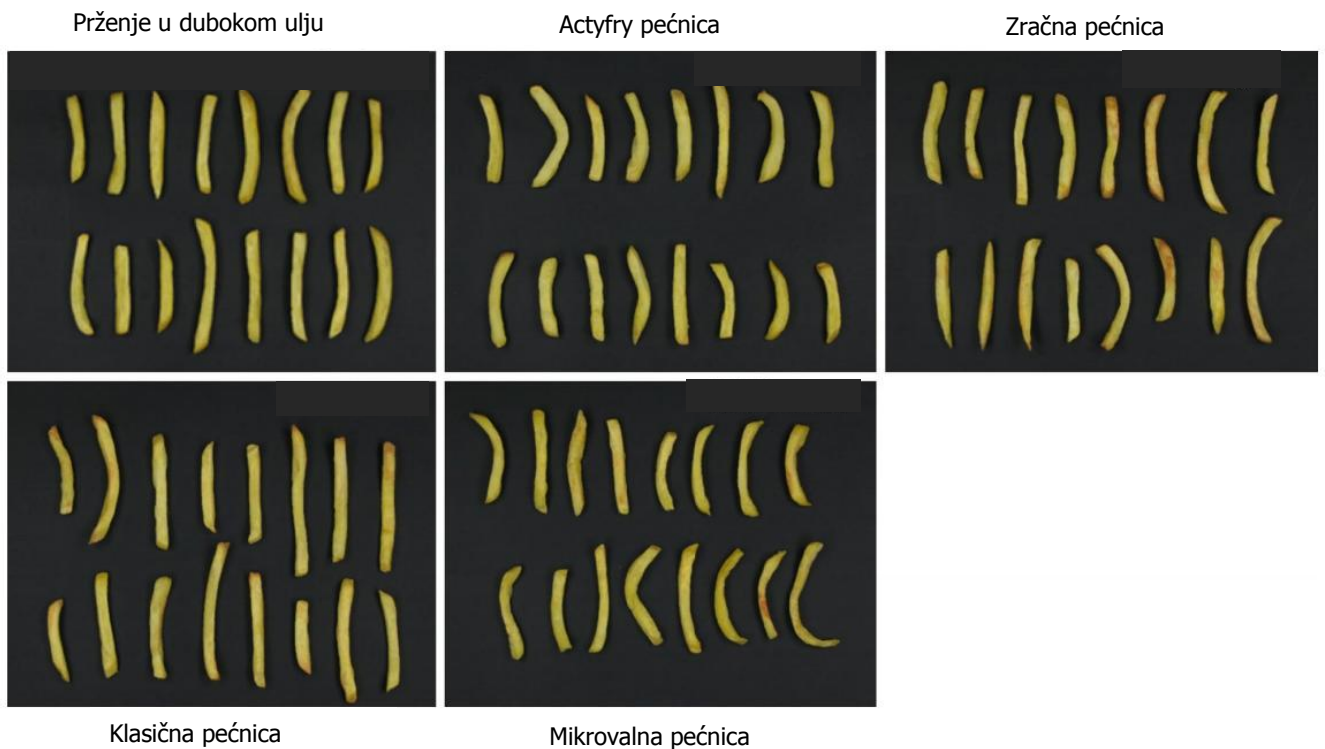 Prženje u dubokom ulju
Actyfry pećnica
Zračna pećnica
Klasična pećnica
Mikrovalna pećnica